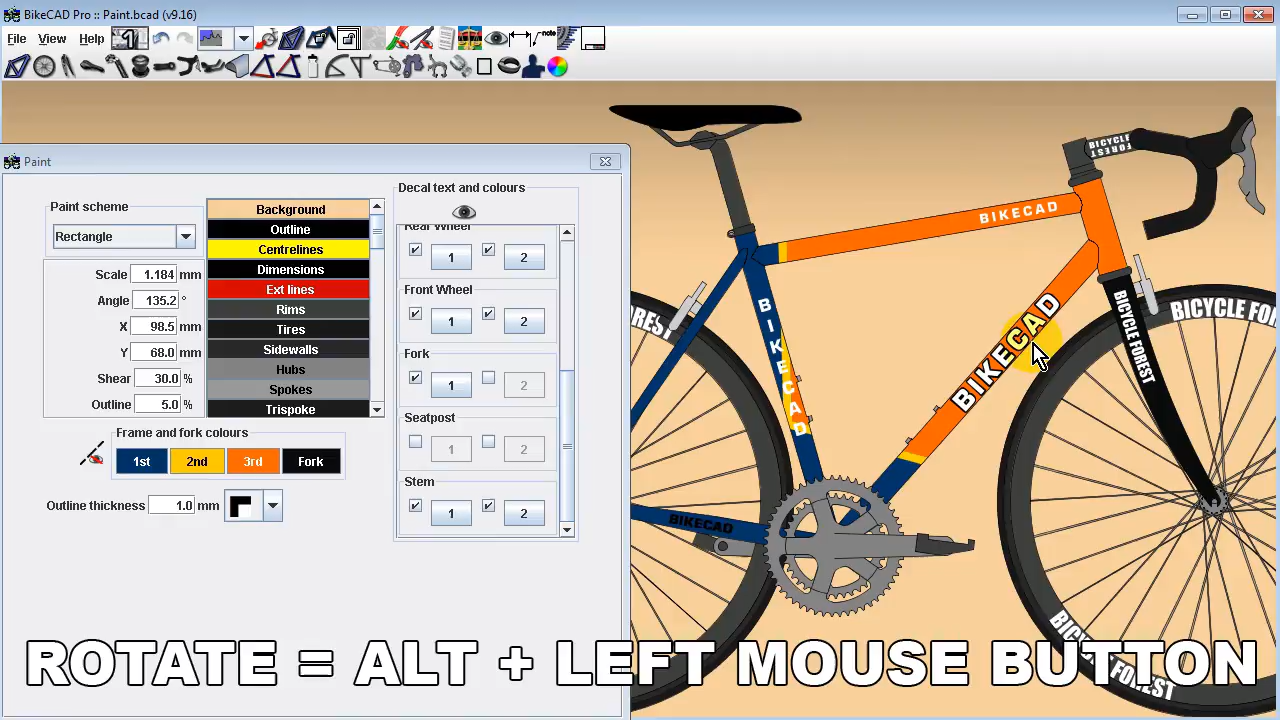 BikeCAD Pro :: Paint.bcad (v9.16)
File View Help
note
Paint
Paint scheme
Rectangle
Scale 1.184 mm
Angle 135.2 °
X 98.5 mm
Y 68.0 mm
Shear 30.0 %
Outline 5.0 %
Background
Outline
Centrelines
Dimensions
Ext lines
Rims
Tires
Sidewalls
Hubs
Spokes
Trispoke
Frame and fork colours
1st 2nd 3rd Fork
Outline thickness 1.0 mm
Decal text and colours
Rear Wheel
1 2
Front Wheel
1 2
Fork
1 2
Seatpost
1 2
Stem
1 2
BICYCLE
FOREST
BIKECAD
BIKECAD
BIKECAD
BICYCLE FOREST
BICYCLE FOREST
FOREST
BIKECAD
FOREST
ROTATE = ALT + LEFT MOUSE BUTTON